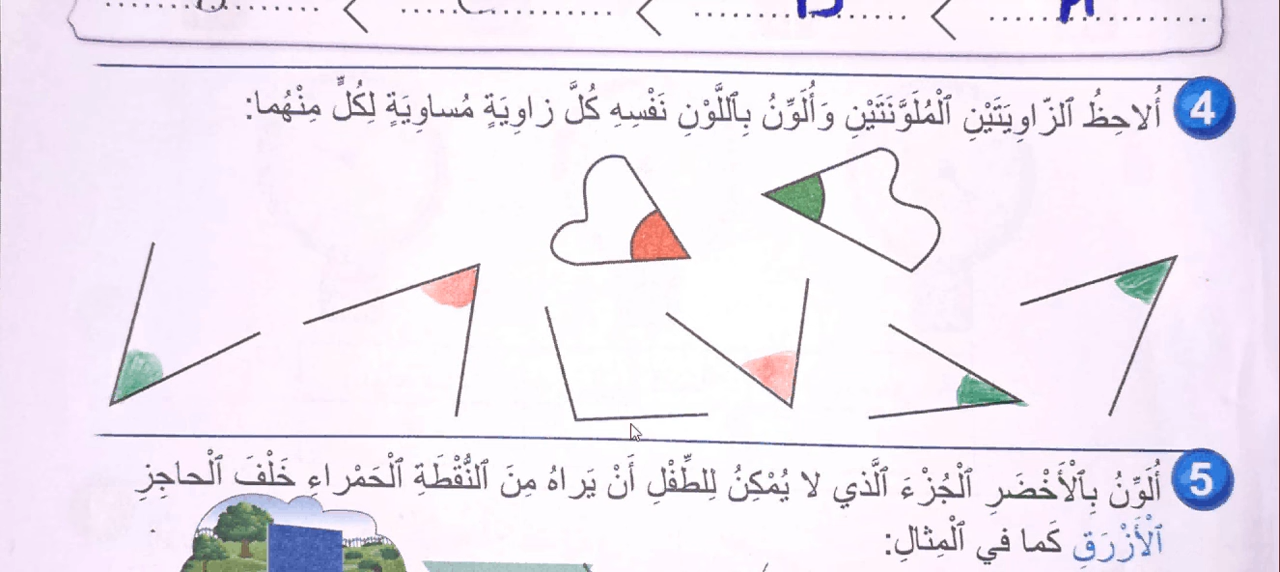 4 أُلاحِظُ ٱلزّاوِيَتَيْنِ ٱلْمُلَوَّنَتَيْنِ وَأُلَوِّنُ بِٱللَّوْنِ نَفْسِهِ كُلَّ زاوِيَةٍ مُساوِيَةٍ لِكُلٍّ مِنْهُما:
5 أُلَوِّنُ بِٱلْأَخْضَرِ ٱلْجُزْءَ ٱلَّذي لا يُمْكِنُ لِلطِّفْلِ أَنْ يَراهُ مِنَ ٱلنُّقْطَةِ ٱلْحَمْراءِ خَلْفَ ٱلْحاجِزِ
ٱلْأَزْرَقِ كَما في ٱلْمِثالِ: